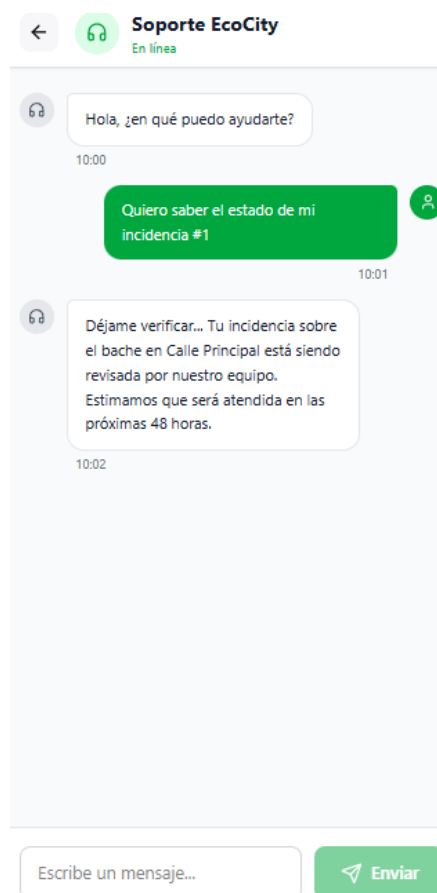 Soporte EcoCity
En línea
Hola, ¿en qué puedo ayudarte?
10:00
Quiero saber el estado de mi
incidencia #1
10:01
Déjame verificar... Tu incidencia sobre
el bache en Calle Principal está siendo
revisada por nuestro equipo.
Estimamos que será atendida en las
próximas 48 horas.
10:02
Escribe un mensaje...
Enviar